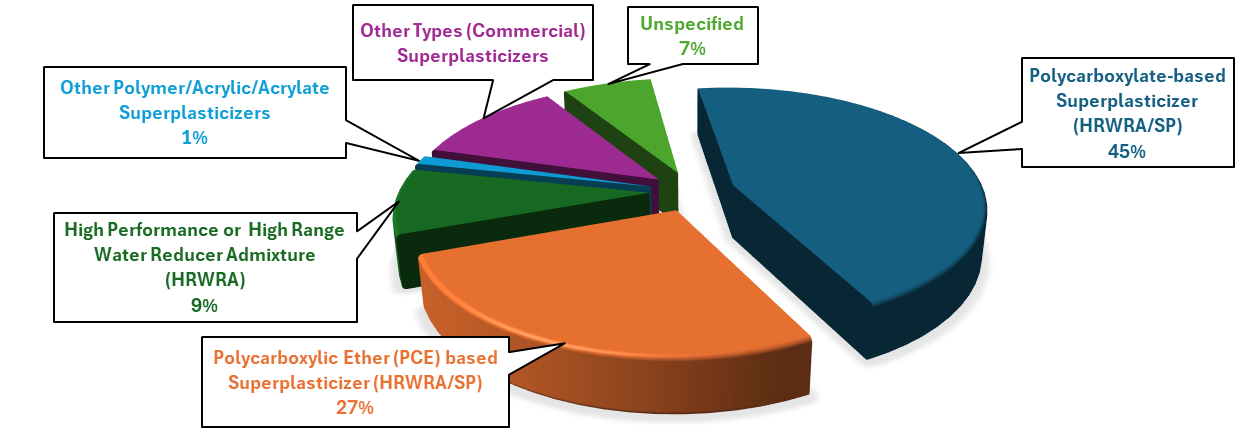 Other Types (Commercial)
Superplasticizers
Unspecified
7%
Polycarboxylate-based
Superplasticizer
(HRWRA/SP)
45%
Other Polymer/Acrylic/Acrylate
Superplasticizers
1%
High Performance or High Range
Water Reducer Admixture
(HRWRA)
9%
Polycarboxylic Ether (PCE) based
Superplasticizer (HRWRA/SP)
27%